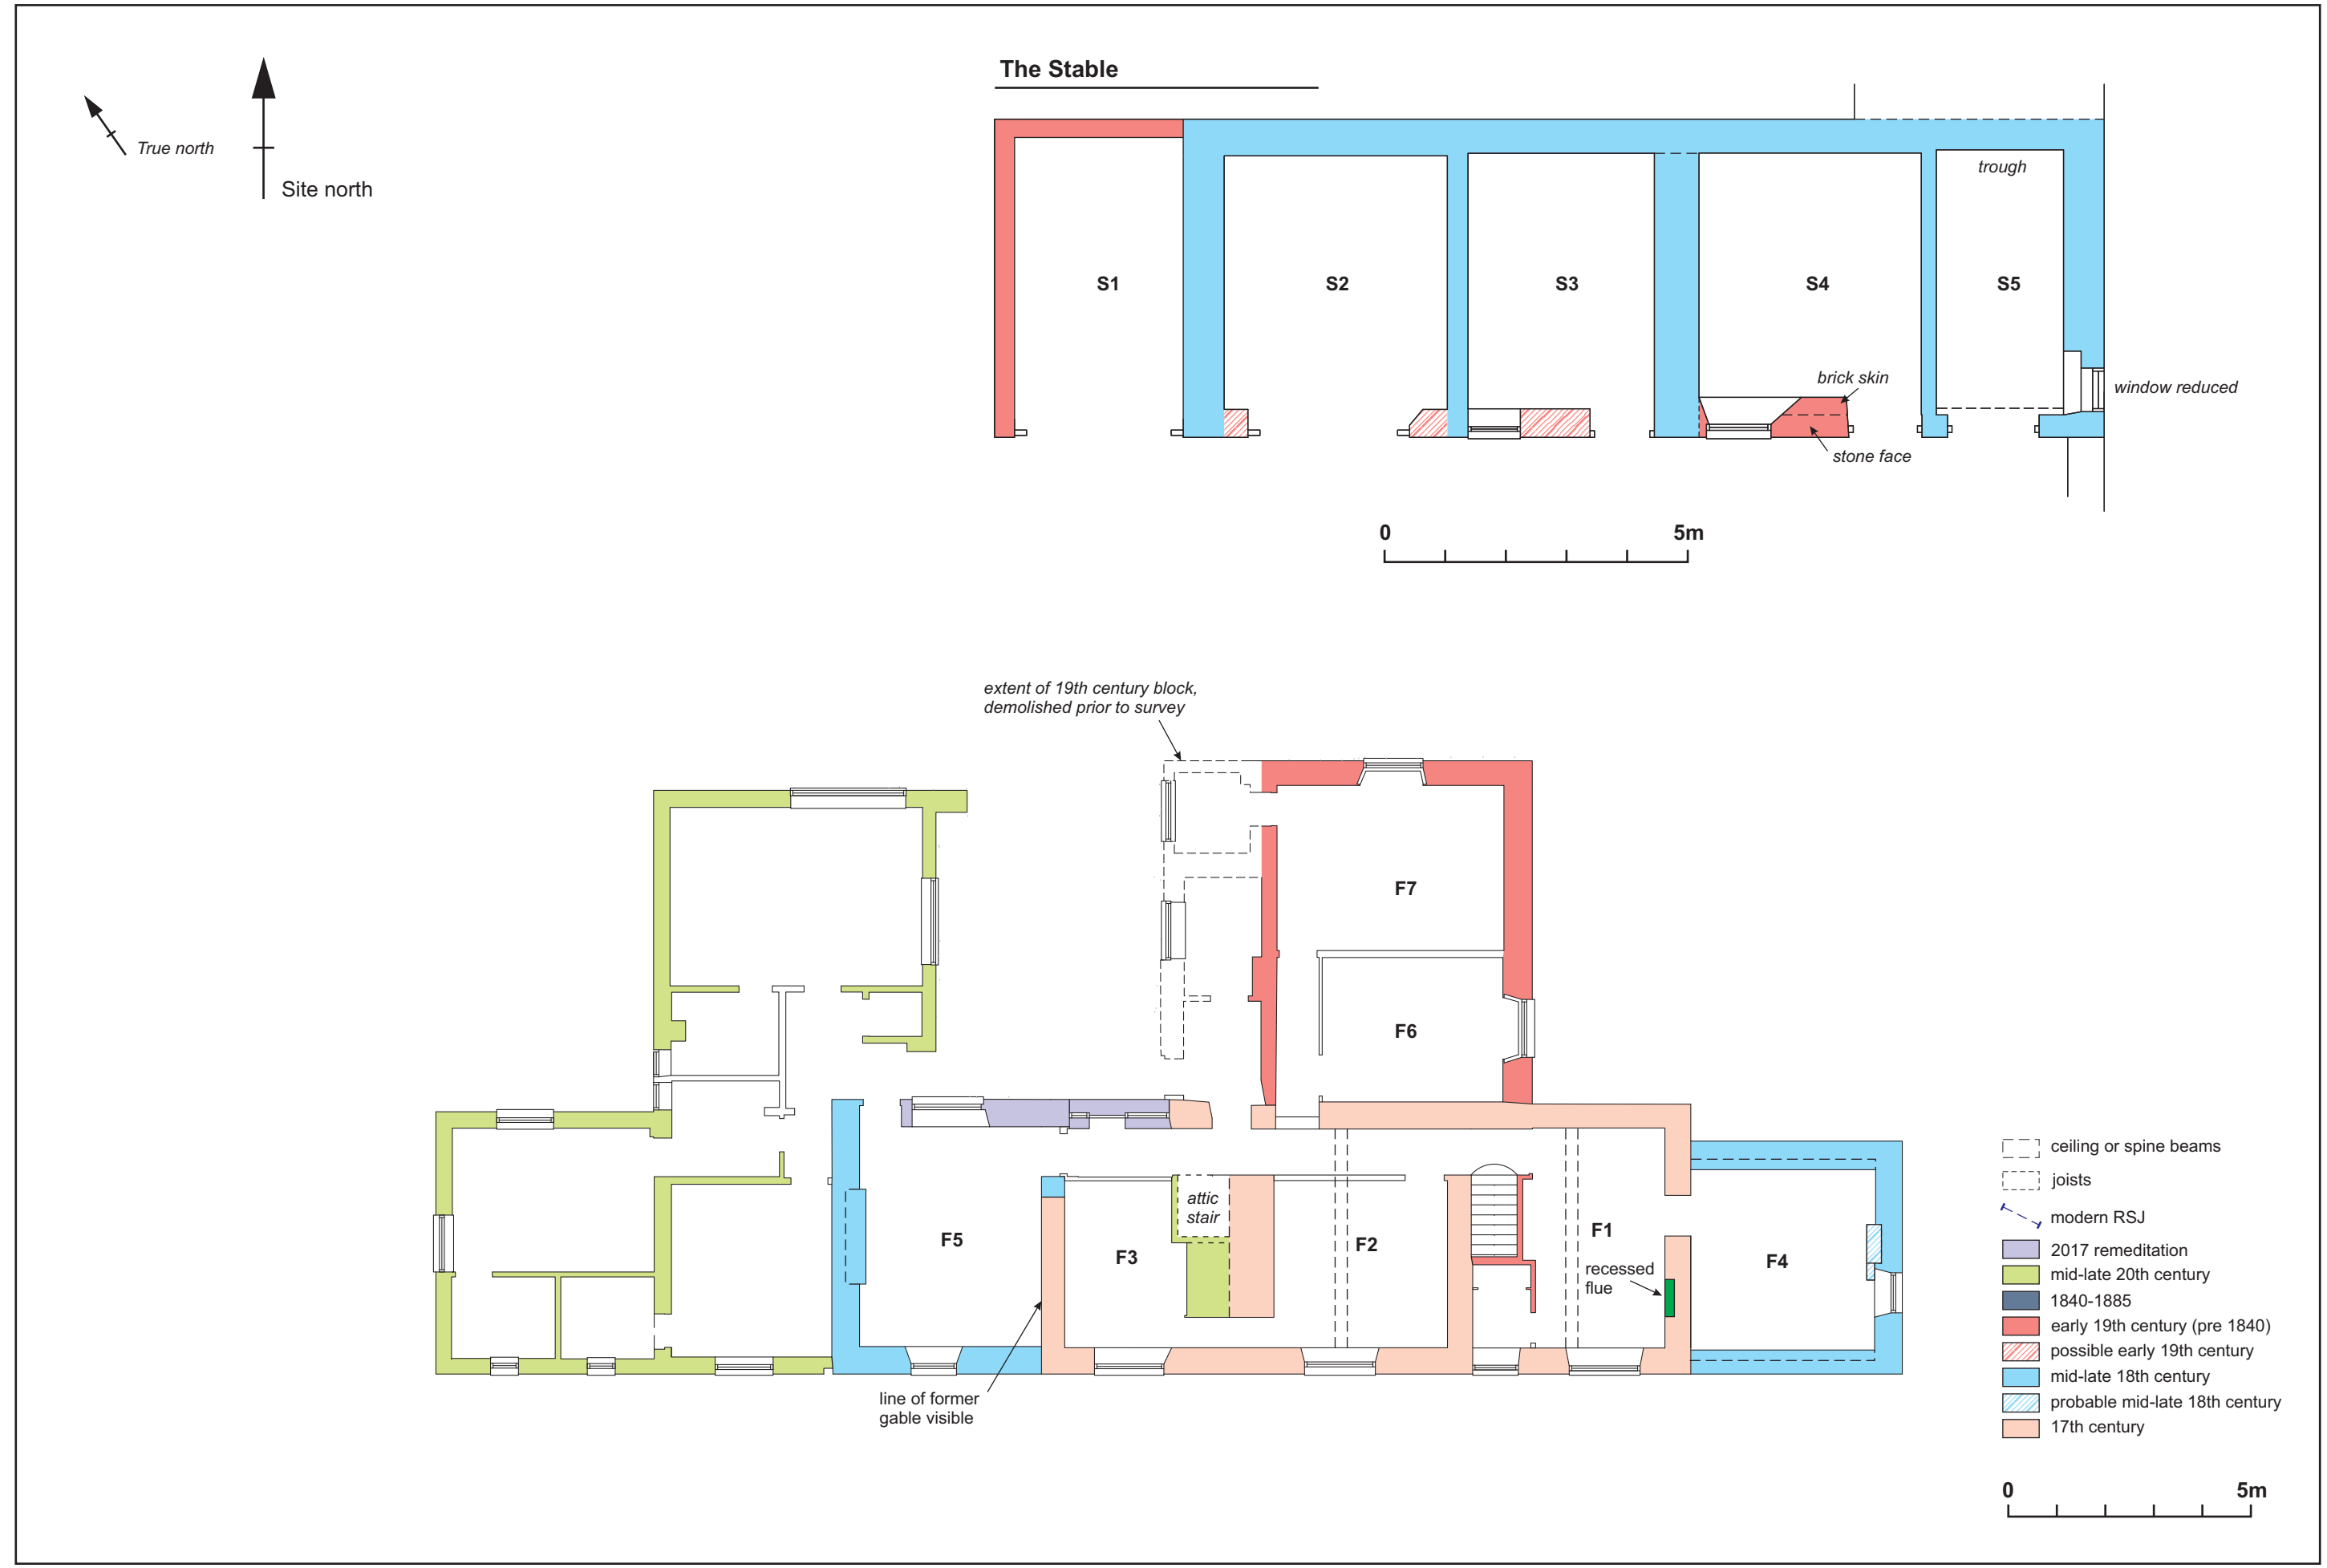 The Stable
True north
Site north
trough
S1
S2
S3
S4
S5
brick skin
window reduced
stone face
0
5m
extent of 19th century block,
demolished prior to survey
F7
F6
attic
stair
F5
F3
F2
F1
F4
recessed
flue
line of former
gable visible
ceiling or spine beams
joists
modern RSJ
2017 remeditation
mid-late 20th century
1840-1885
early 19th century (pre 1840)
possible early 19th century
mid-late 18th century
probable mid-late 18th century
17th century
0
5m